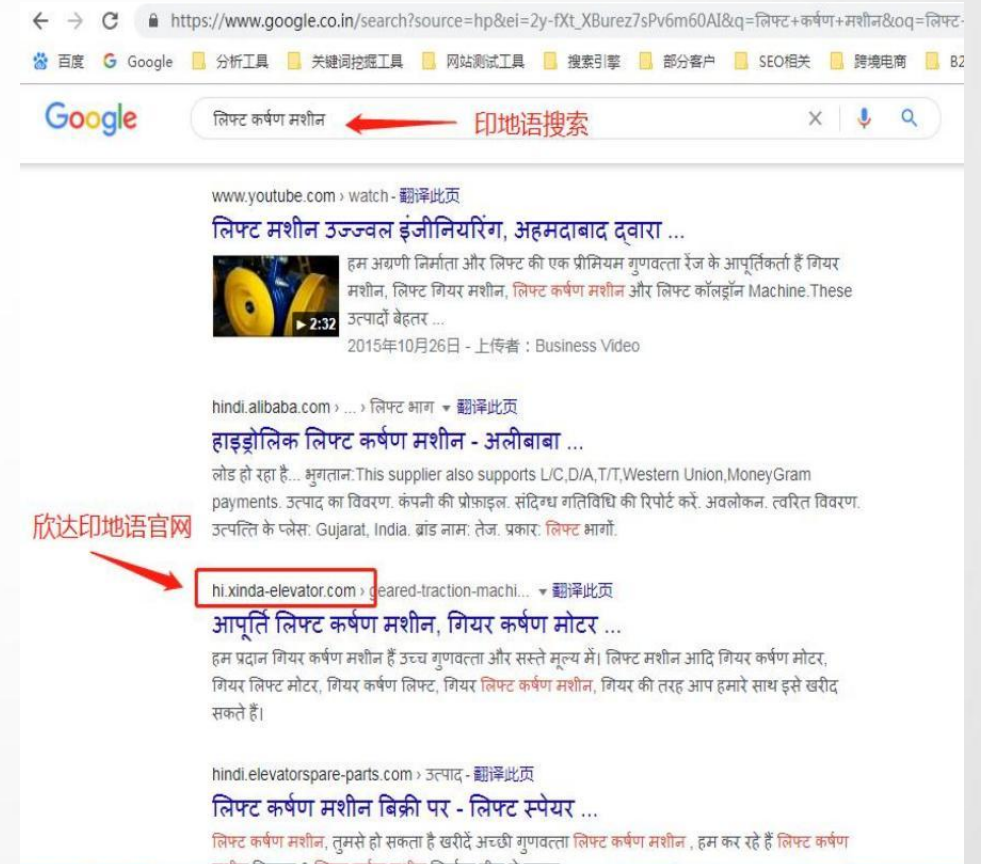 https://www.google.co.in/search?source=hp&ei=2y-fXt_XBurez7sPv6m60AI&q=लिफ्ट+कर्षण+मशीन&oq=लिफ्ट
百度 Google 分析工具 关键词挖掘工具 网站测试工具 搜素引擎 部分客户 SEO相关 跨境电商
Google
लिफ्ट कर्षण मशीन
印地语搜索
www.youtube.com › watch - 翻译此页
लिफ्ट मशीन उज्ज्वल इंजीनियरिंग, अहमदाबाद द्वारा ...
हम अग्रणी निर्माता और लिफ्ट की एक प्रीमियम गुणवत्ता रेंज के आपूर्तिकर्ता हैं गियर
मशीन, लिफ्ट गियर मशीन, लिफ्ट कर्षण मशीन और लिफ्ट कॉलड्रॉन Machine.These
2:32
उत्पादों बेहतर ...
2015年10月26日 - 上传者：Business Video
hindi.alibaba.com › ... › लिफ्ट भाग ▾ 翻译此页
हाइड्रोलिक लिफ्ट कर्षण मशीन - अलीबाबा ...
लोड हो रहा है... भुगतान:This supplier also supports L/C,D/A,T/T,Western Union,MoneyGram
payments. उत्पाद का विवरण. कंपनी की प्रोफ़ाइल. संदिग्ध गतिविधि की रिपोर्ट करें. अवलोकन. त्वरित विवरण.
उत्पत्ति के प्लेस: Gujarat, India. ब्रांड नाम: तेज. प्रकार: लिफ्ट भागों.
欣达印地语官网
hi.xinda-elevator.com › geared-traction-machi... ▾ 翻译此页
आपूर्ति लिफ्ट कर्षण मशीन, गियर कर्षण मोटर ...
हम प्रदान गियर कर्षण मशीन हैं उच्च गुणवत्ता और सस्ते मूल्य में। लिफ्ट मशीन आदि गियर कर्षण मोटर,
गियर लिफ्ट मोटर, गियर कर्षण लिफ्ट, गियर लिफ्ट कर्षण मशीन, गियर की तरह आप हमारे साथ इसे खरीद
सकते हैं।
hindi.elevatorspare-parts.com › उत्पाद - 翻译此页
लिफ्ट कर्षण मशीन बिक्री पर - लिफ्ट स्पेयर ...
लिफ्ट कर्षण मशीन, तुमसे हो सकता है खरीदें अच्छी गुणवत्ता लिफ्ट कर्षण मशीन , हम कर रहे हैं लिफ्ट कर्षण